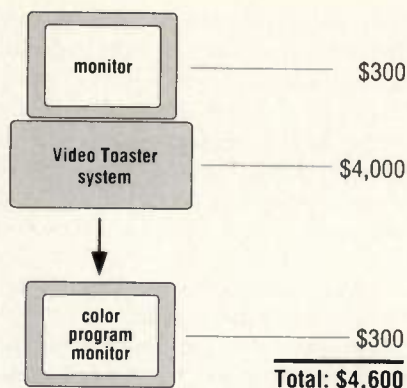 monitor
$300
Video Toaster
system
$4,000
color
program
monitor
$300
Total: $4,600